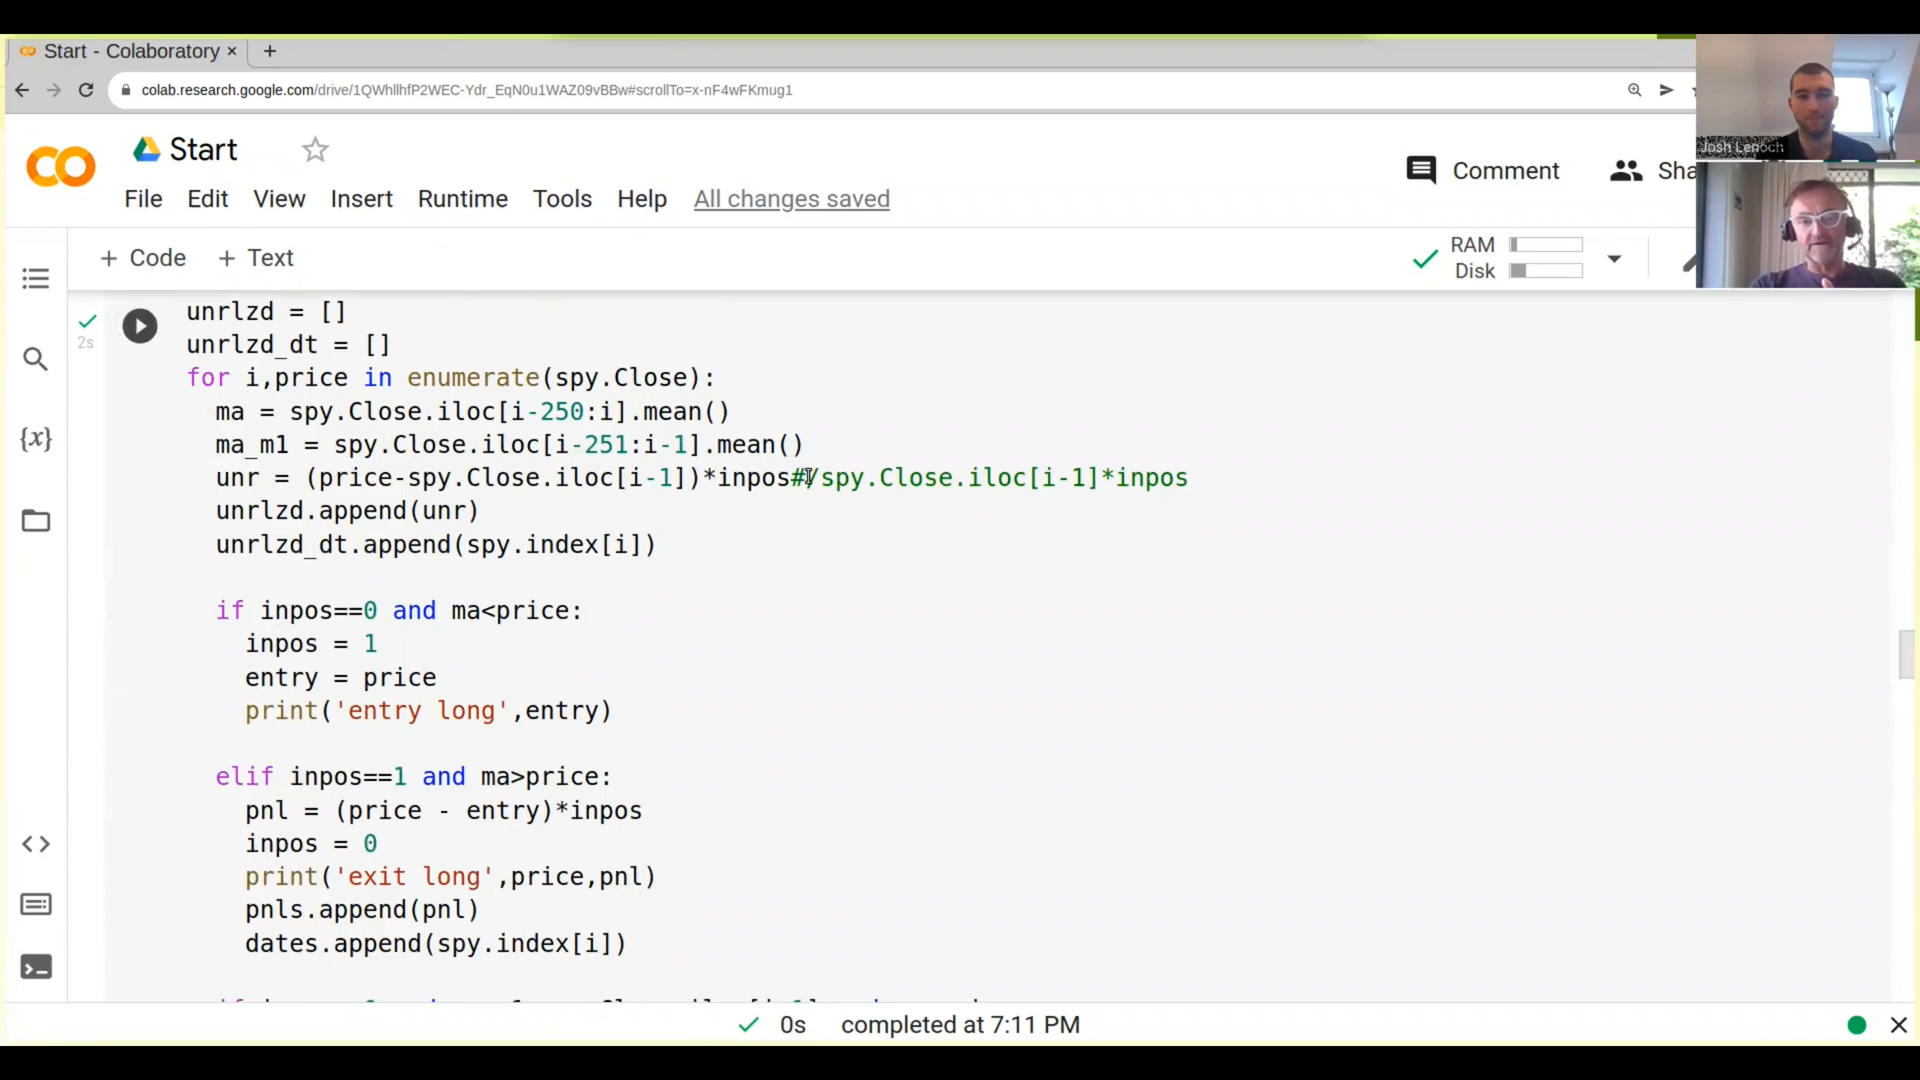 Start - Colaboratory × +
colab.research.google.com/drive/1QWhllhfP2WEC-Ydr_EqN0u1WAZ09vBBw#scrollTo=x-nF4wFKmug1
Josh Lenoch
Start
Comment
File Edit View Insert Runtime Tools Help All changes saved
+ Code + Text
RAM
Disk
2s
{x}
unrlzd = []
unrlzd_dt = []
for i,price in enumerate(spy.Close):
ma = spy.Close.iloc[i-250:i].mean()
ma_m1 = spy.Close.iloc[i-251:i-1].mean()
unr = (price-spy.Close.iloc[i-1])*inpos#/spy.Close.iloc[i-1]*inpos
unrlzd.append(unr)
unrlzd_dt.append(spy.index[i])
if inpos==0 and ma<price:
inpos = 1
entry = price
print('entry long',entry)
elif inpos==1 and ma>price:
pnl = (price - entry)*inpos
inpos = 0
print('exit long',price,pnl)
pnls.append(pnl)
dates.append(spy.index[i])
0s completed at 7:11 PM